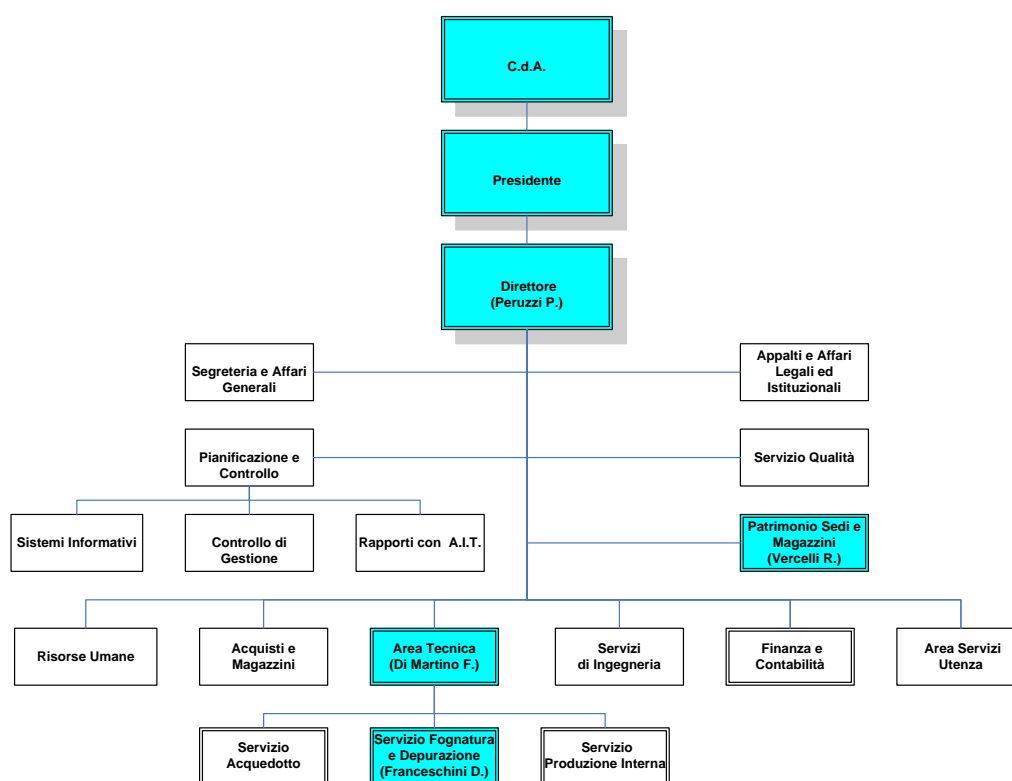 C.d.A.
Presidente
Direttore
(Peruzzi P.)
Segreteria e Affari
Generali
Appalti e Affari
Legali ed
Istituzionali
Pianificazione e
Controllo
Servizio Qualità
Sistemi Informativi
Controllo di
Gestione
Rapporti con A.I.T.
Patrimonio Sedi e
Magazzini
(Vercelli R.)
Risorse Umane
Acquisti e
Magazzini
Area Tecnica
(Di Martino F.)
Servizi
di Ingegneria
Finanza e
Contabilità
Area Servizi
Utenza
Servizio
Acquedotto
Servizio Fognatura
e Depurazione
(Franceschini D.)
Servizio
Produzione Interna